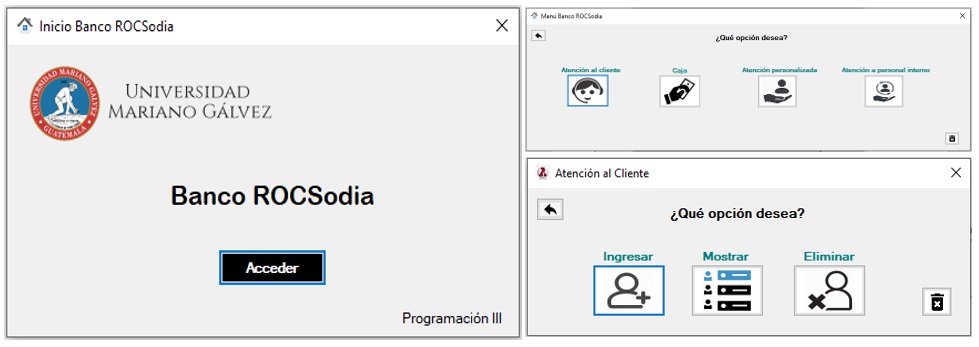 Inicio Banco ROCSodia
UNIVERSIDAD MARIANO GÁLVEZ
GUATEMALA
UNIVERSIDAD
MARIANO GÁLVEZ
Banco ROCSodia
Acceder
Programación III
Menú Banco ROCSodia
¿Qué opción desea?
Atención al cliente Caja Atención personalizada Atención a personal interno
Atención al Cliente
¿Qué opción desea?
Ingresar Mostrar Eliminar